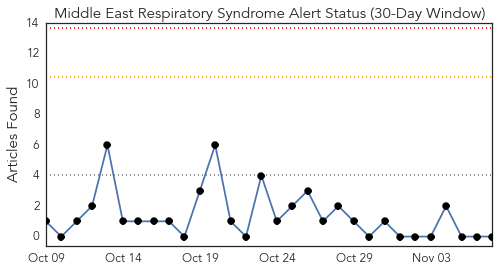 Middle East Respiratory Syndrome Alert Status (30-Day Window)
Articles Found
14
12
10
8
6
4
2
0
Oct 09
Oct 14
Oct 19
Oct 24
Oct 29
Nov 03